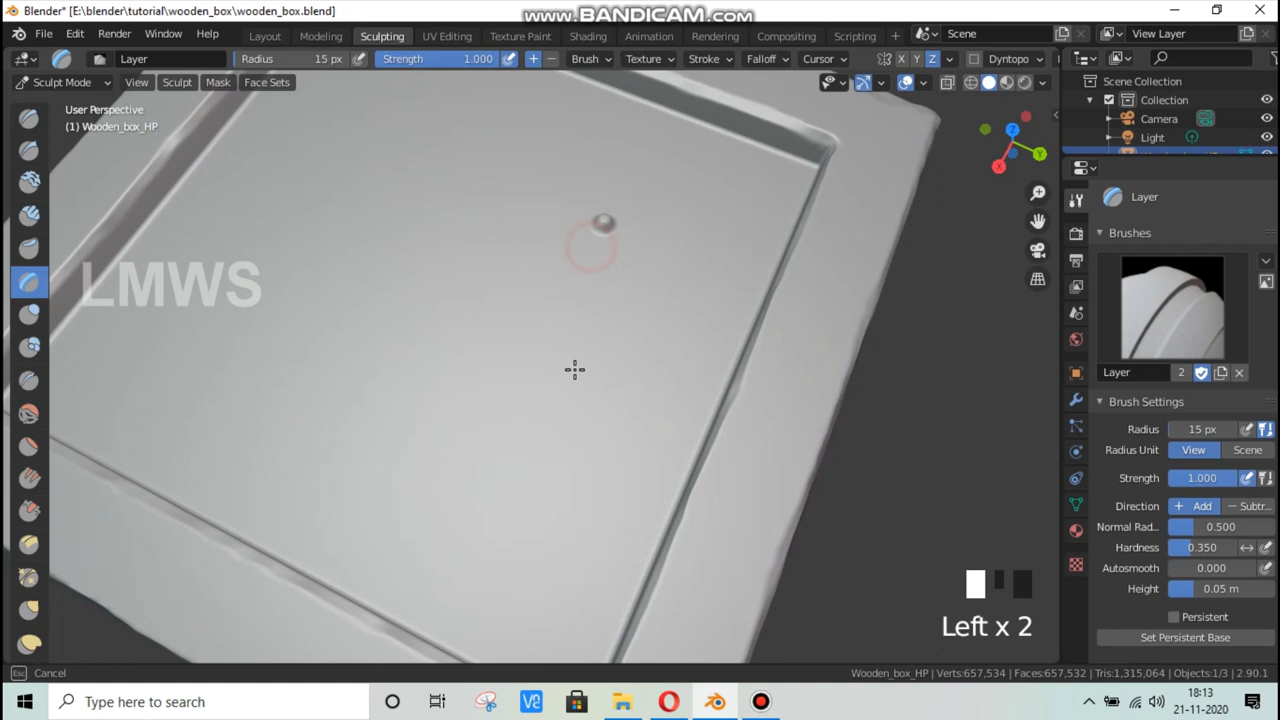 Blender* [E:\blender\tutorial\wooden_box\wooden_box.blend]
www.BANDICAM.com
File Edit Render Window Help
Layout Modeling Sculpting UV Editing Texture Paint Shading Animation Rendering Compositing Scripting +
Scene
View Layer
Layer
Radius 15 px
Strength 1.000
Brush
Texture
Stroke
Falloff
Cursor
X Y Z
Dyntopo
Sculpt Mode
View Sculpt Mask Face Sets
User Perspective
(1) Wooden_box_HP
Z
Y
X
LMWS
Left x 2
Scene Collection
Collection
Camera
Light
Layer
Brushes
Layer 2
Brush Settings
Radius 15 px
Radius Unit View Scene
Strength 1.000
Direction + Add − Subtr...
Normal Rad... 0.500
Hardness 0.350
Autosmooth 0.000
Height 0.05 m
Persistent
Set Persistent Base
Esc Cancel
Wooden_box_HP | Verts:657,534 | Faces:657,532 | Tris:1,315,064 | Objects:1/3 | 2.90.1
Type here to search
18:13
21-11-2020